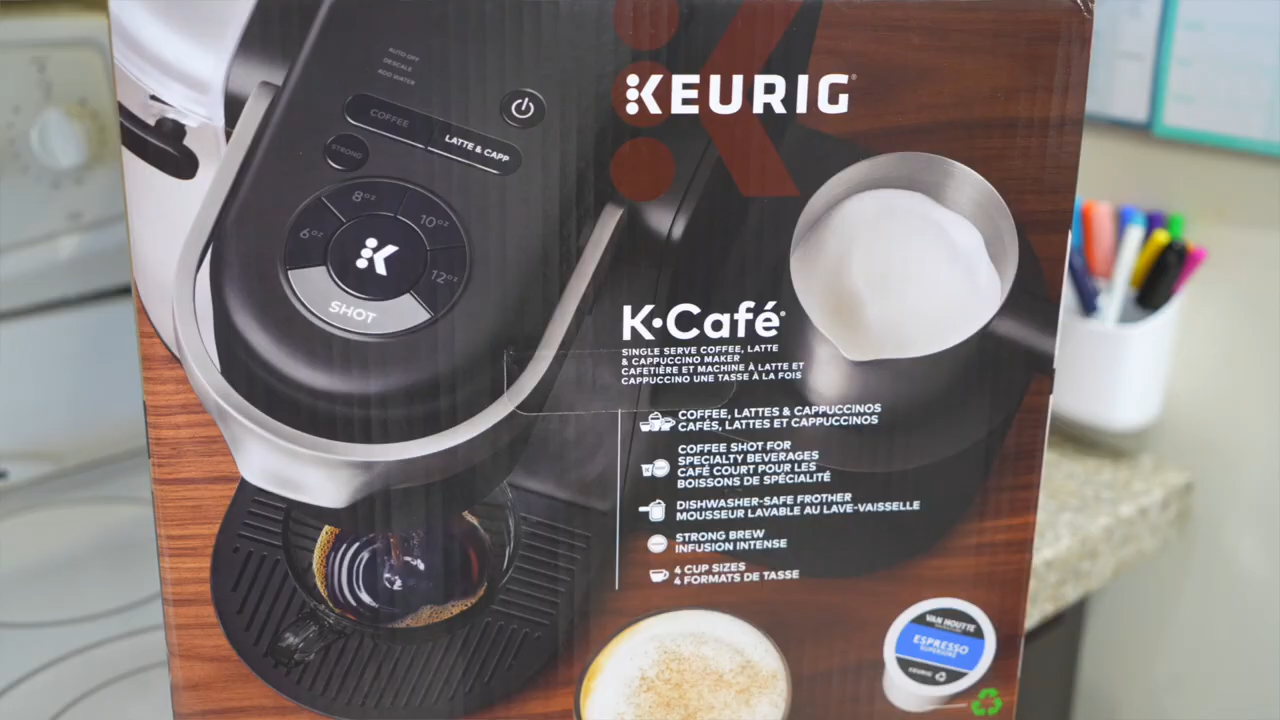 AUTO OFF
DESCALE
ADD WATER
COFFEE
LATTE & CAPP
STRONG
6oz
8oz
10oz
12oz
SHOT
KEURIG®
K•Café®
SINGLE SERVE COFFEE, LATTE
& CAPPUCCINO MAKER
CAFETIÈRE ET MACHINE À LATTE ET
CAPPUCCINO UNE TASSE À LA FOIS
COFFEE, LATTES & CAPPUCINOS
CAFÉS, LATTES ET CAPPUCINOS
COFFEE SHOT FOR
SPECIALTY BEVERAGES
CAFÉ COURT POUR LES
BOISSONS DE SPÉCIALITÉ
DISHWASHER-SAFE FROTHER
MOUSSEUR LAVABLE AU LAVE-VAISSELLE
STRONG BREW
INFUSION INTENSE
4 CUP SIZES
4 FORMATS DE TASSE
VAN HOUTTE
ESPRESSO
KEURIG